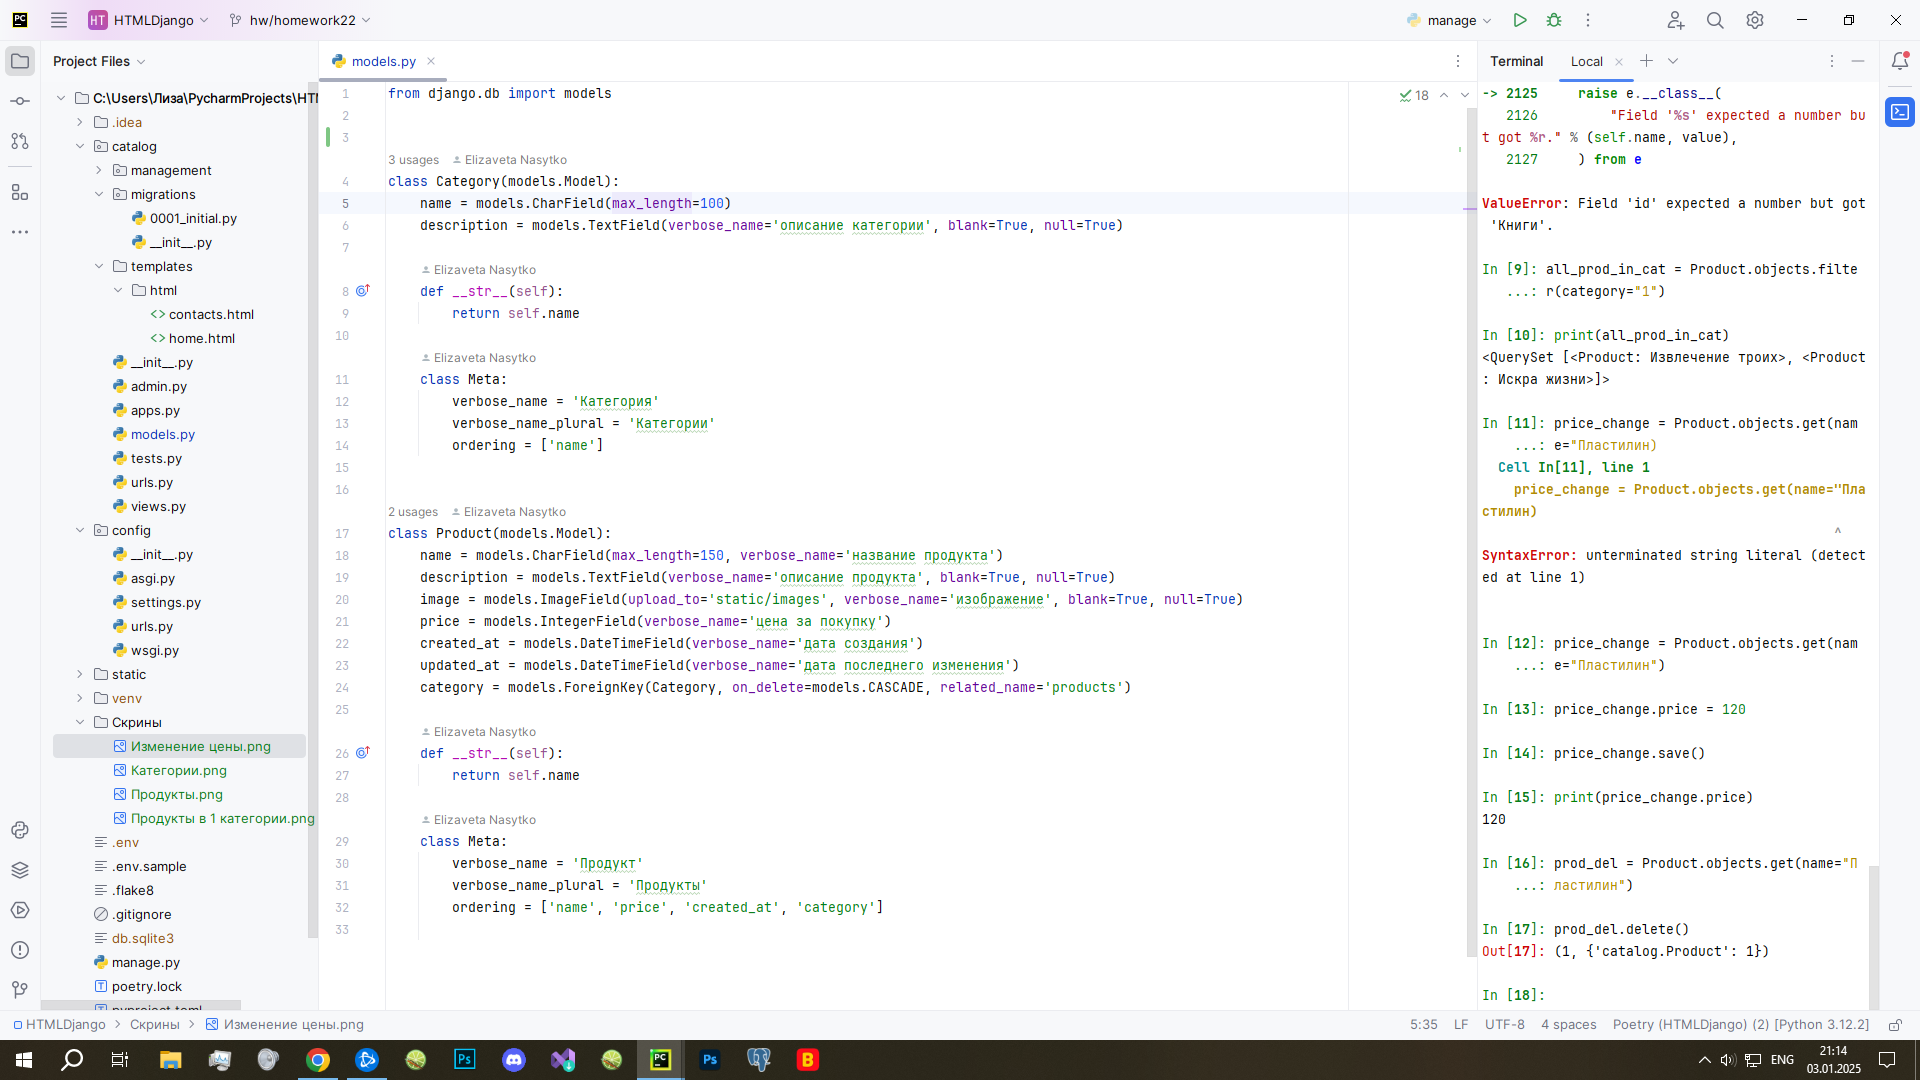 PC
HT
HTMLDjango
hw/homework22
manage
Project Files
models.py
Terminal
Local
C:\Users\Лиза\PycharmProjects\HTM
.idea
catalog
management
migrations
0001_initial.py
__init__.py
templates
html
contacts.html
home.html
__init__.py
admin.py
apps.py
models.py
tests.py
urls.py
views.py
config
__init__.py
asgi.py
settings.py
urls.py
wsgi.py
static
venv
Скрины
Изменение цены.png
Категории.png
Продукты.png
Продукты в 1 категории.png
.env
.env.sample
.flake8
.gitignore
db.sqlite3
manage.py
poetry.lock
pyproject.toml
18
1 from django.db import models
2
3
3 usages Elizaveta Nasytko
4 class Category(models.Model):
5 name = models.CharField(max_length=100)
6 description = models.TextField(verbose_name='описание категории', blank=True, null=True)
7
Elizaveta Nasytko
8 def __str__(self):
9 return self.name
10
Elizaveta Nasytko
11 class Meta:
12 verbose_name = 'Категория'
13 verbose_name_plural = 'Категории'
14 ordering = ['name']
15
16
2 usages Elizaveta Nasytko
17 class Product(models.Model):
18 name = models.CharField(max_length=150, verbose_name='название продукта')
19 description = models.TextField(verbose_name='описание продукта', blank=True, null=True)
20 image = models.ImageField(upload_to='static/images', verbose_name='изображение', blank=True, null=True)
21 price = models.IntegerField(verbose_name='цена за покупку')
22 created_at = models.DateTimeField(verbose_name='дата создания')
23 updated_at = models.DateTimeField(verbose_name='дата последнего изменения')
24 category = models.ForeignKey(Category, on_delete=models.CASCADE, related_name='products')
25
Elizaveta Nasytko
26 def __str__(self):
27 return self.name
28
Elizaveta Nasytko
29 class Meta:
30 verbose_name = 'Продукт'
31 verbose_name_plural = 'Продукты'
32 ordering = ['name', 'price', 'created_at', 'category']
33
-> 2125 raise e.__class__(
2126 "Field '%s' expected a number bu
t got %r." % (self.name, value),
2127 ) from e
ValueError: Field 'id' expected a number but got
'Книги'.
In [9]: all_prod_in_cat = Product.objects.filte
...: r(category="1")
In [10]: print(all_prod_in_cat)
<QuerySet [<Product: Извлечение троих>, <Product
: Искра жизни>]>
In [11]: price_change = Product.objects.get(nam
...: e="Пластилин)
Cell In[11], line 1
price_change = Product.objects.get(name="Пла
стилин)
^
SyntaxError: unterminated string literal (detect
ed at line 1)
In [12]: price_change = Product.objects.get(nam
...: e="Пластилин")
In [13]: price_change.price = 120
In [14]: price_change.save()
In [15]: print(price_change.price)
120
In [16]: prod_del = Product.objects.get(name="П
...: ластилин")
In [17]: prod_del.delete()
Out[17]: (1, {'catalog.Product': 1})
In [18]:
HTMLDjango > Скрины > Изменение цены.png
5:35 LF UTF-8 4 spaces Poetry (HTMLDjango) (2) [Python 3.12.2]
Ps
PC
Ps
B
ENG
21:14
03.01.2025